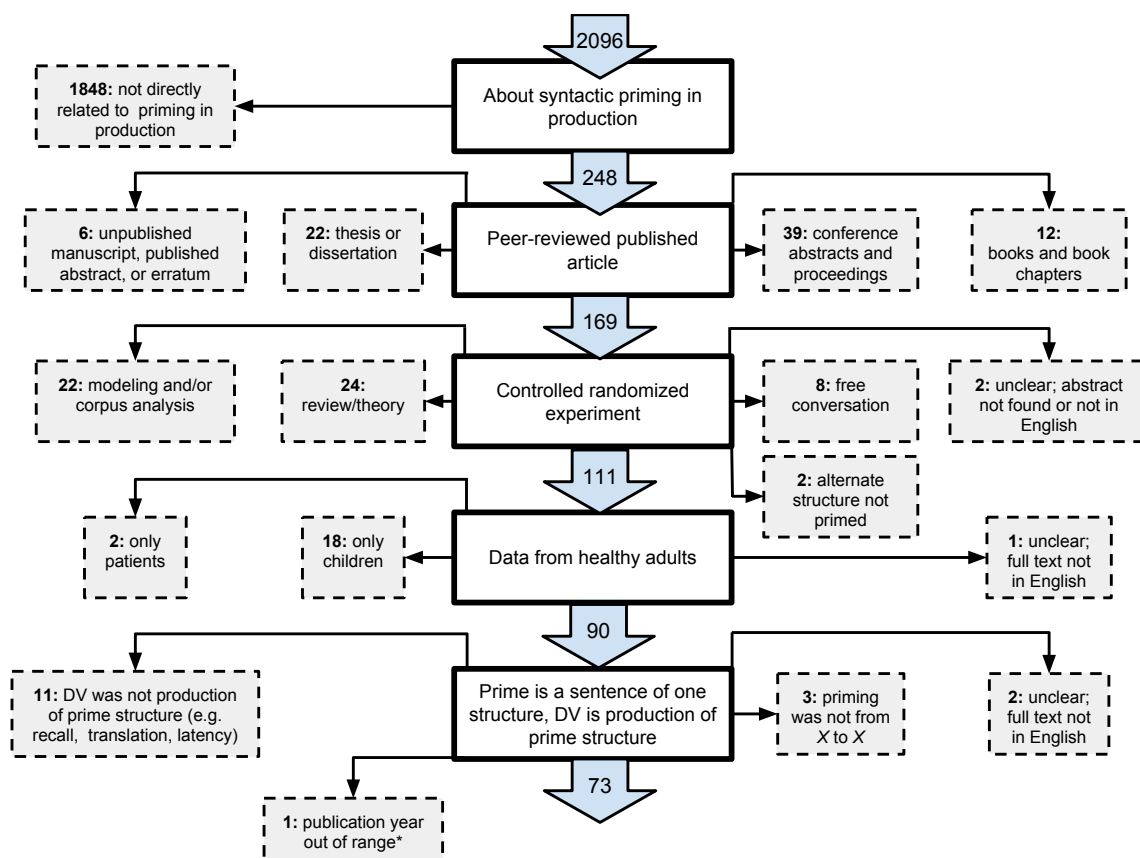 2096
1848: not directly
related to priming in
production
About syntactic priming in
production
248
6: unpublished
manuscript, published
abstract, or erratum
22: thesis or
dissertation
Peer-reviewed published
article
39: conference
abstracts and
proceedings
12:
books and book
chapters
169
22: modeling and/or
corpus analysis
24:
review/theory
Controlled randomized
experiment
8: free
conversation
2: unclear; abstract
not found or not in
English
111
2: alternate
structure not
primed
2: only
patients
18: only
children
Data from healthy adults
1: unclear;
full text not
in English
90
11: DV was not production
of prime structure (e.g.
recall, translation, latency)
Prime is a sentence of one
structure, DV is production of
prime structure
3: priming
was not from
X to X
2: unclear;
full text not
in English
73
1: publication year
out of range*